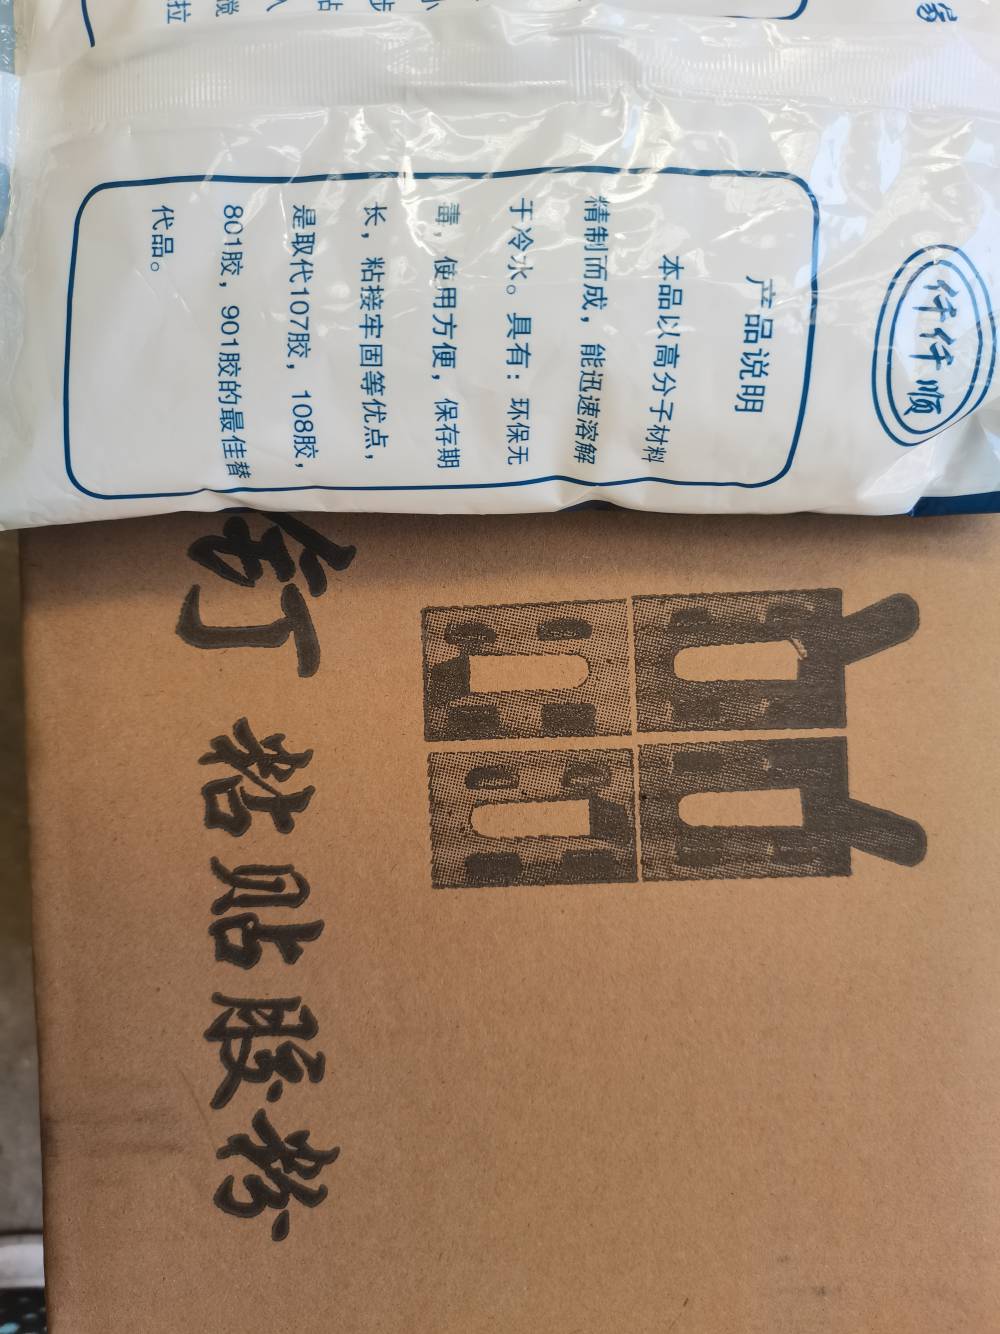 仟仟顺
产品说明
本品以高分子材料
精制而成，能迅速溶解
于冷水。具有：环保无
毒，使用方便，保存期
长，粘接牢固等优点，
是取代107胶，108胶，
801胶，901胶的最佳替
代品。
钉 粘贴胶粉